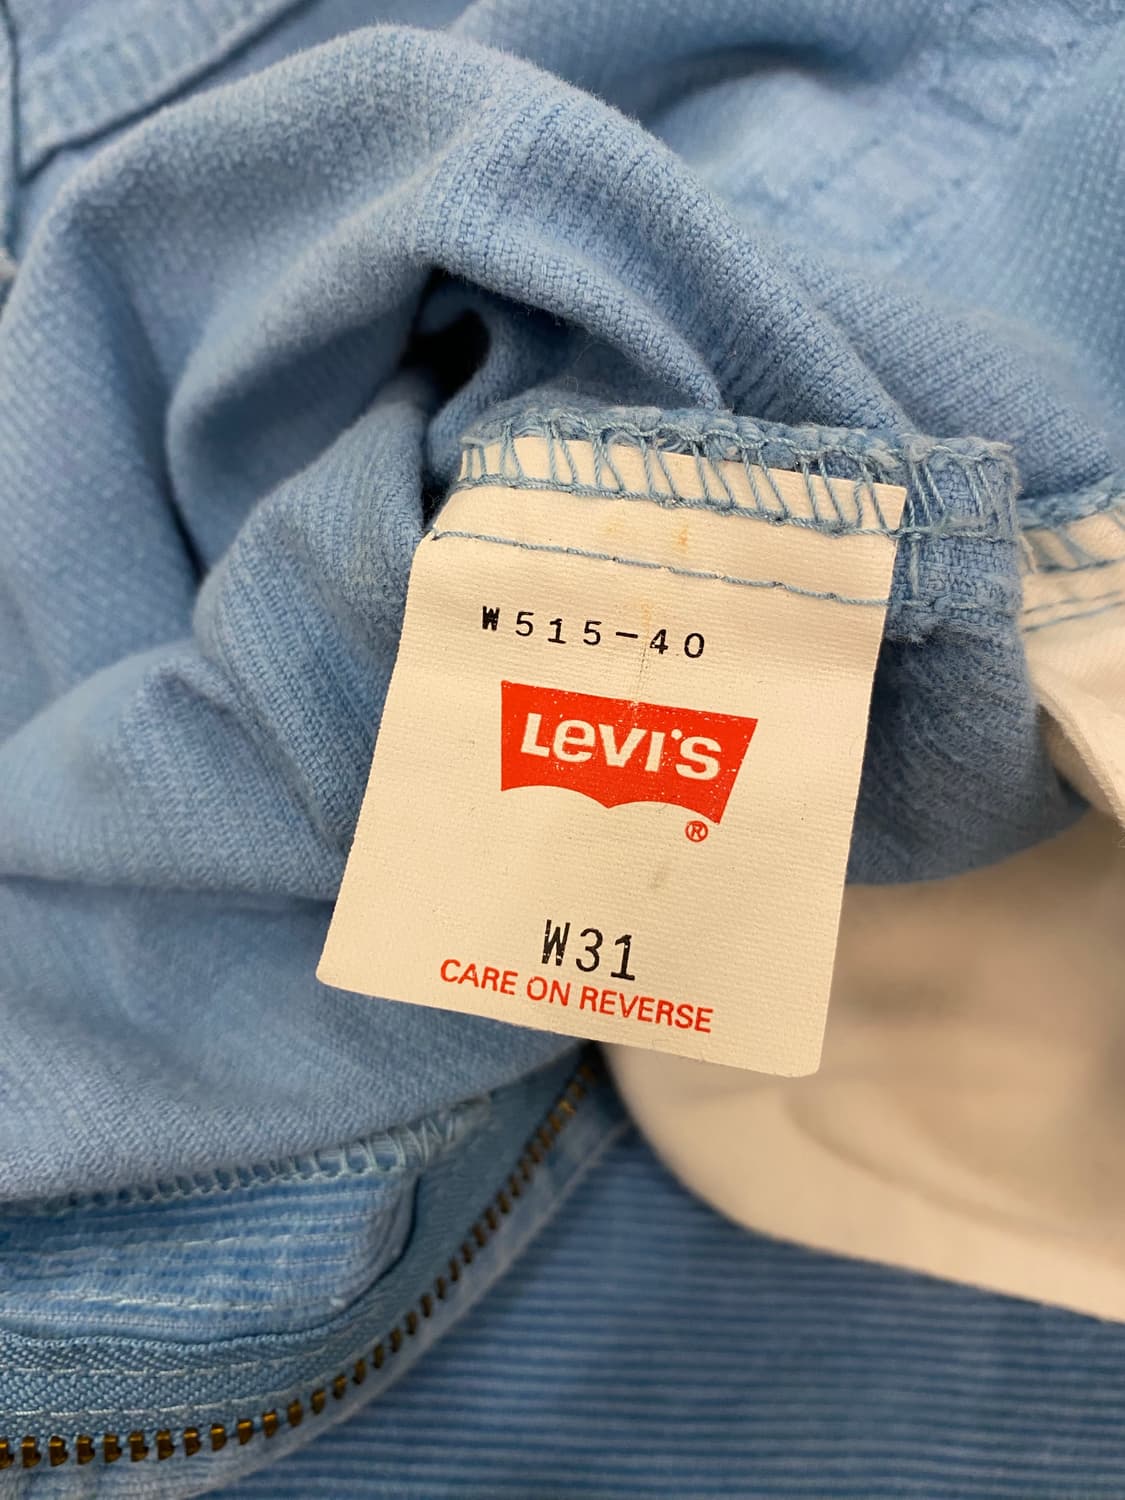 W515-40
Levi's
®
W31
CARE ON REVERSE